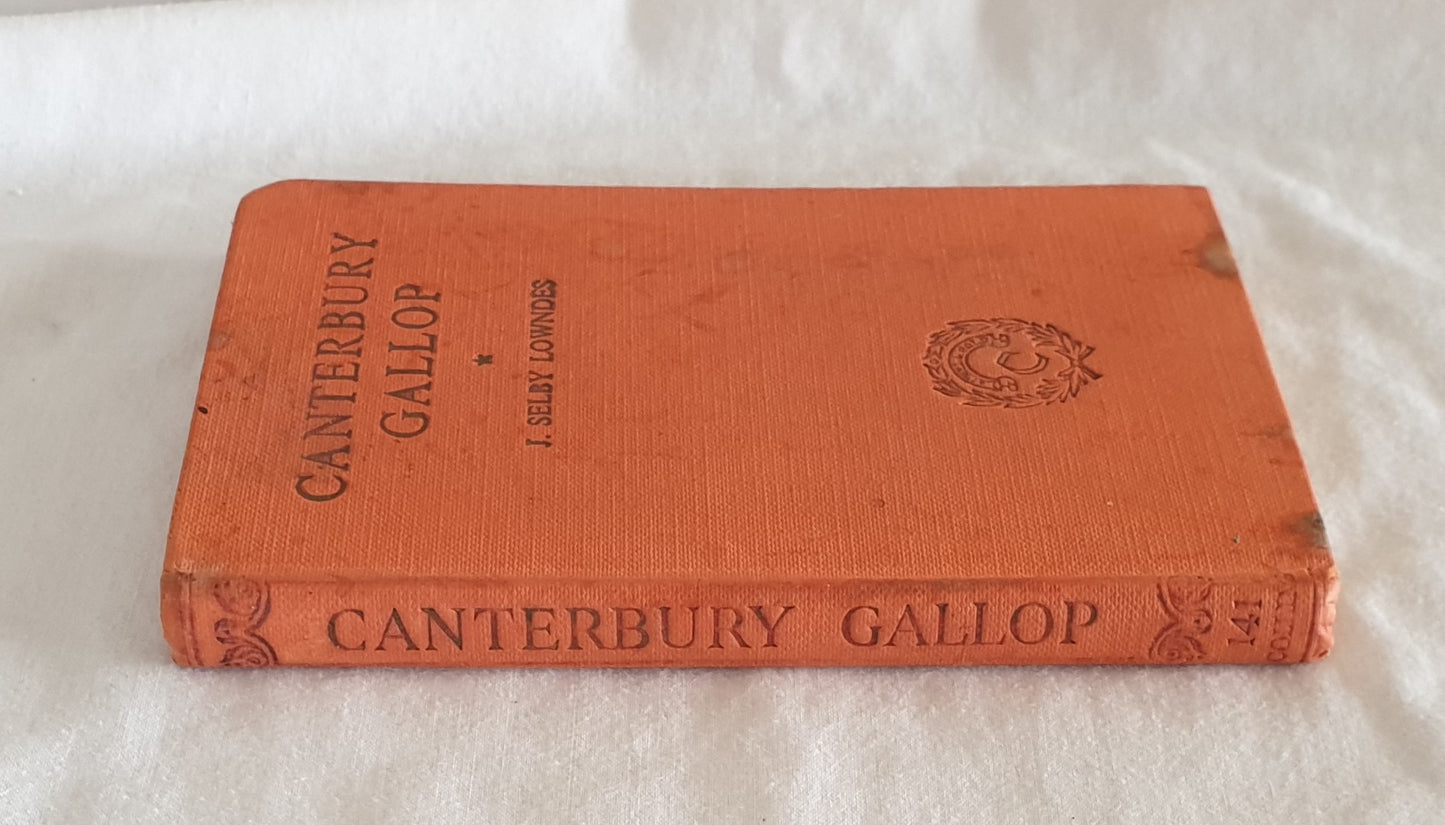 CANTERBURY
GALLOP
J. SELBY LOWNDES
C C
CANTERBURY GALLOP
141